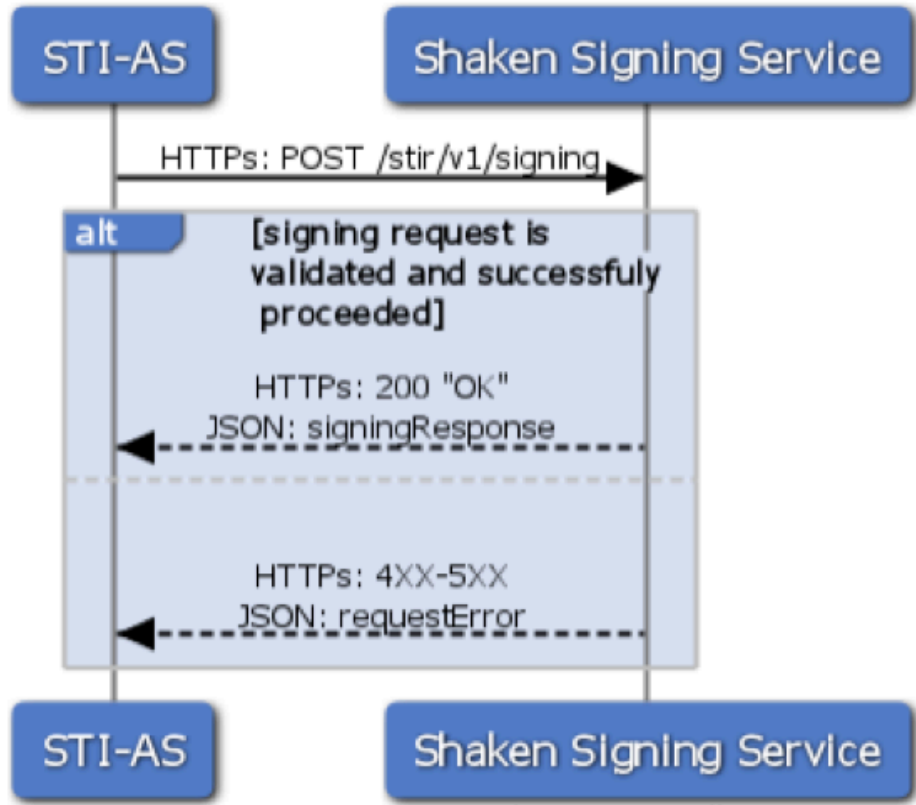 STI-AS
Shaken Signing Service
HTTPs: POST /stir/v1/signing
alt
[signing request is
validated and successfuly
proceeded]
HTTPs: 200 "OK"
JSON: signingResponse
HTTPs: 4XX-5XX
JSON: requestError
STI-AS
Shaken Signing Service